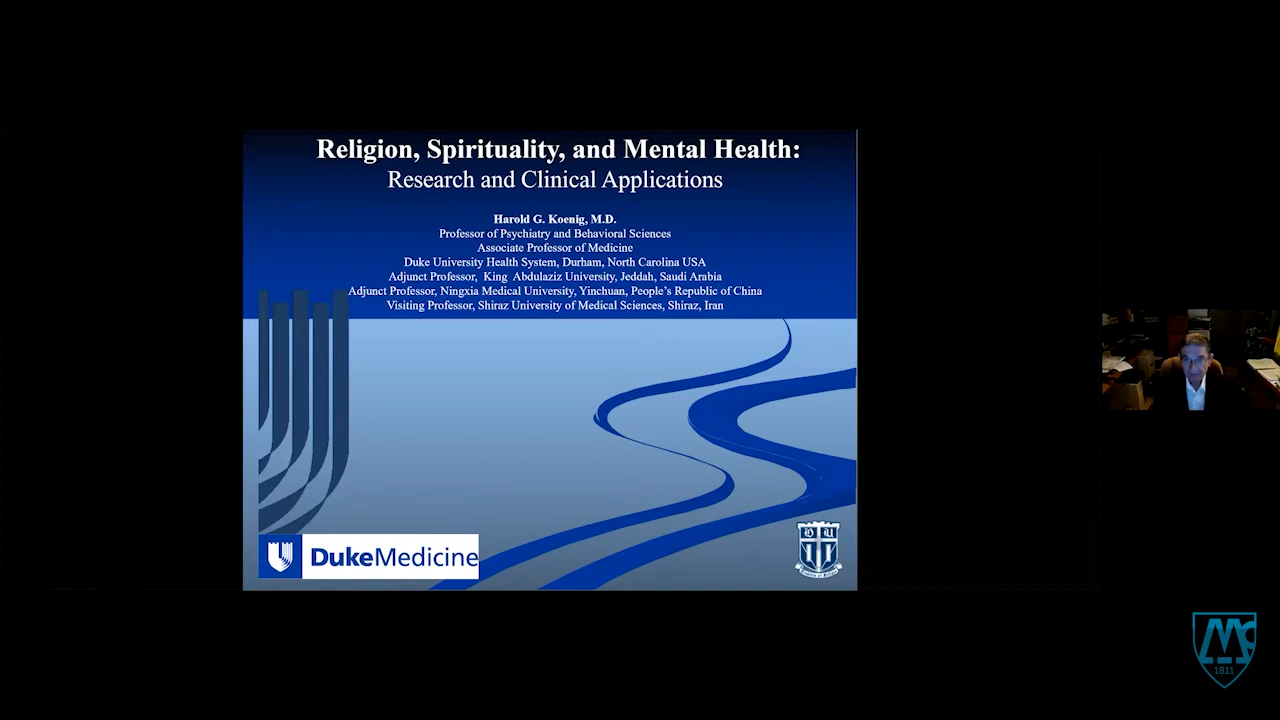 Religion, Spirituality, and Mental Health:
Research and Clinical Applications
Harold G. Koenig, M.D.
Professor of Psychiatry and Behavioral Sciences
Associate Professor of Medicine
Duke University Health System, Durham, North Carolina USA
Adjunct Professor, King Abdulaziz University, Jeddah, Saudi Arabia
Adjunct Professor, Ningxia Medical University, Yinchuan, People's Republic of China
Visiting Professor, Shiraz University of Medical Sciences, Shiraz, Iran
DukeMedicine
1811